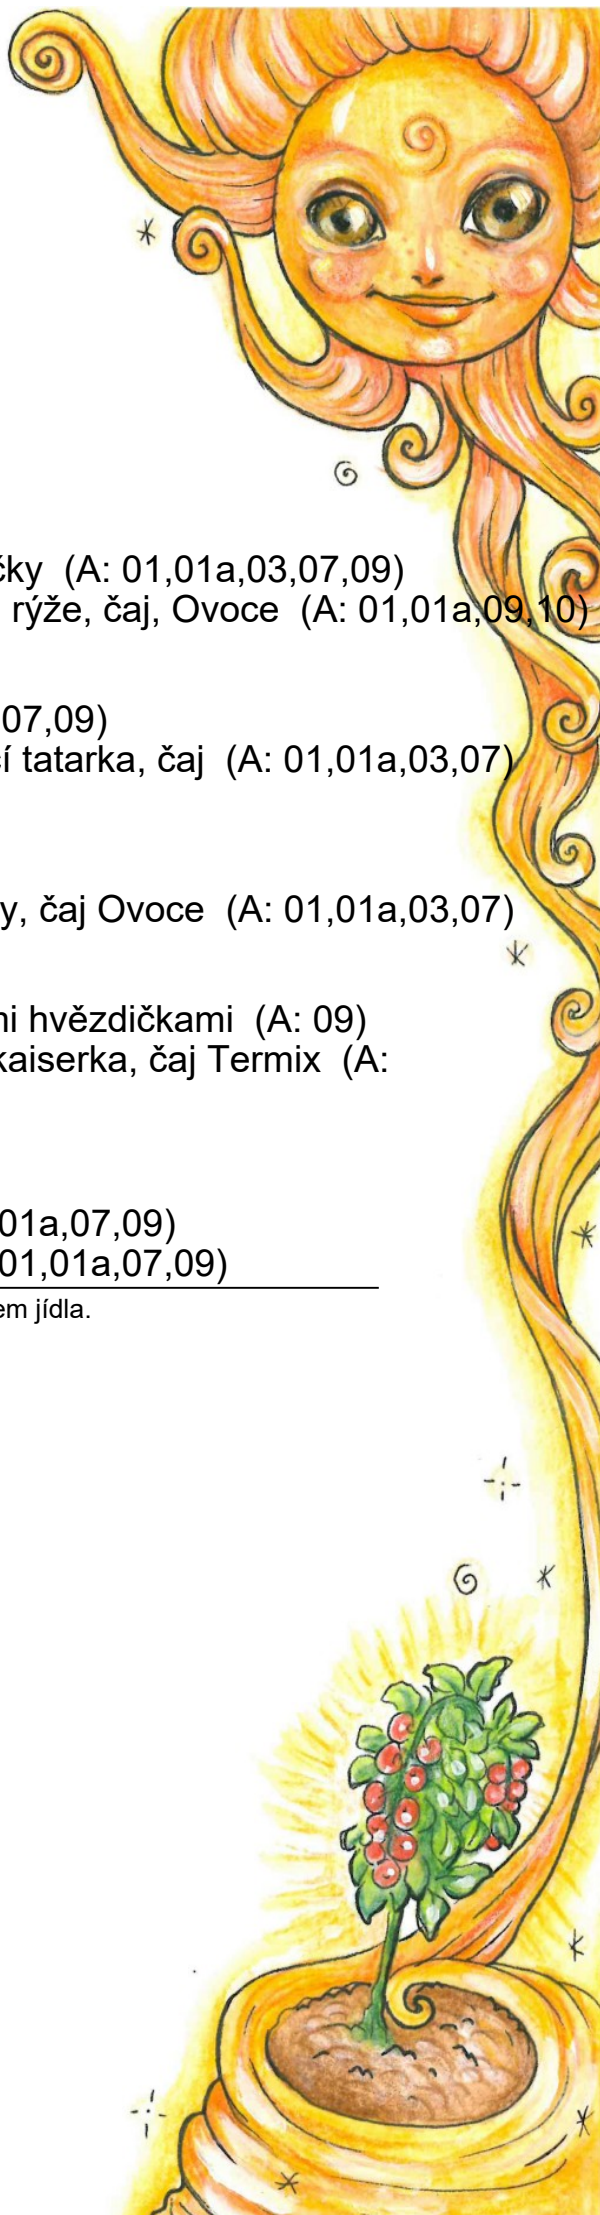 čky (A: 01,01a,03,07,09)
rýže, čaj, Ovoce (A: 01,01a,09,10)
07,09)
í tatarka, čaj (A: 01,01a,03,07)
y, čaj Ovoce (A: 01,01a,03,07)
ni hvězdičkami (A: 09)
kaiserka, čaj Termix (A:
01a,07,09)
01,01a,07,09)
em jídla.